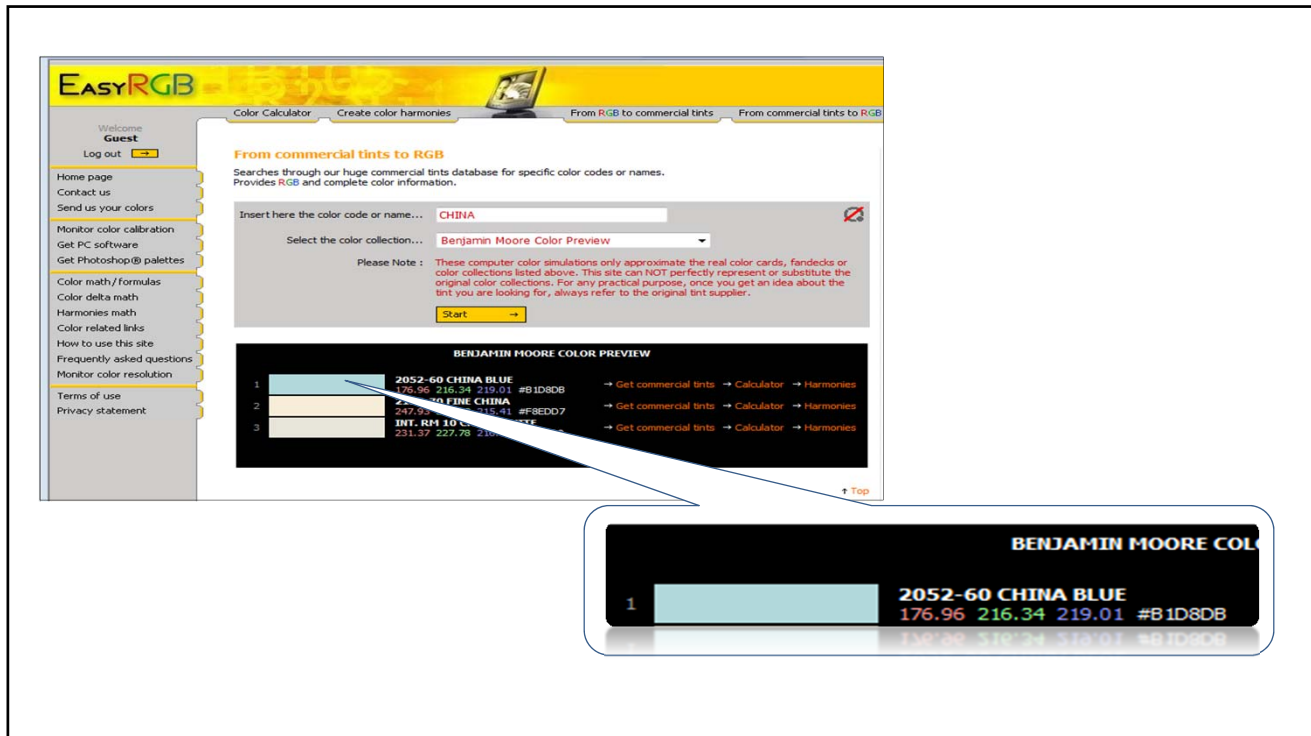 EASYRGB
Color Calculator Create color harmonies From RGB to commercial tints From commercial tints to RGB
Welcome
Guest
Log out →
Home page
Contact us
Send us your colors
Monitor color calibration
Get PC software
Get Photoshop® palettes
Color math/formulas
Color delta math
Harmonies math
Color related links
How to use this site
Frequently asked questions
Monitor color resolution
Terms of use
Privacy statement
From commercial tints to RGB
Searches through our huge commercial tints database for specific color codes or names.
Provides RGB and complete color information.
Insert here the color code or name... CHINA
Select the color collection... Benjamin Moore Color Preview
Please Note : These computer color simulations only approximate the real color cards, fandecks or
color collections listed above. This site can NOT perfectly represent or substitute the
original color collections. For any practical purpose, once you get an idea about the
tint you are looking for, always refer to the original tint supplier.
Start →
BENJAMIN MOORE COLOR PREVIEW
1 2052-60 CHINA BLUE
176.96 216.34 219.01 #B1D8DB → Get commercial tints → Calculator → Harmonies
2 FINE CHINA
247.93 215.41 #F8EDD7 → Get commercial tints → Calculator → Harmonies
3 INT. RM 10
231.37 227.78 → Get commercial tints → Calculator → Harmonies
↑ Top
BENJAMIN MOORE COL
1 2052-60 CHINA BLUE
176.96 216.34 219.01 #B1D8DB